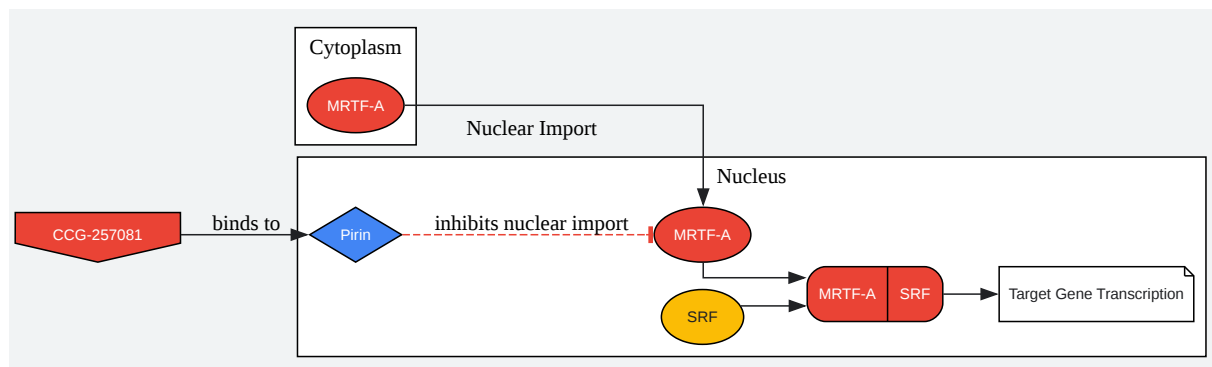 Cytoplasm
MRTF-A
Nuclear Import
Nucleus
CCG-257081
binds to
Pirin
inhibits nuclear import
MRTF-A
SRF
MRTF-A
SRF
Target Gene Transcription